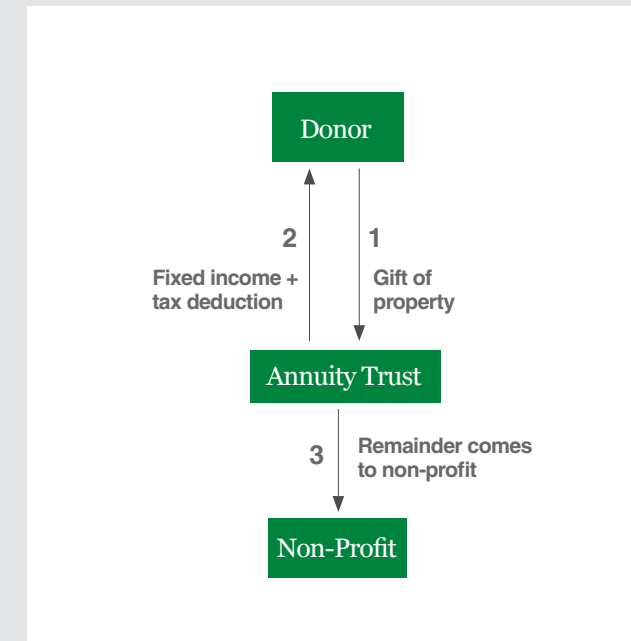 Donor
2
1
Fixed income +
tax deduction
Gift of
property
Annuity Trust
3
Remainder comes
to non-profit
Non-Profit